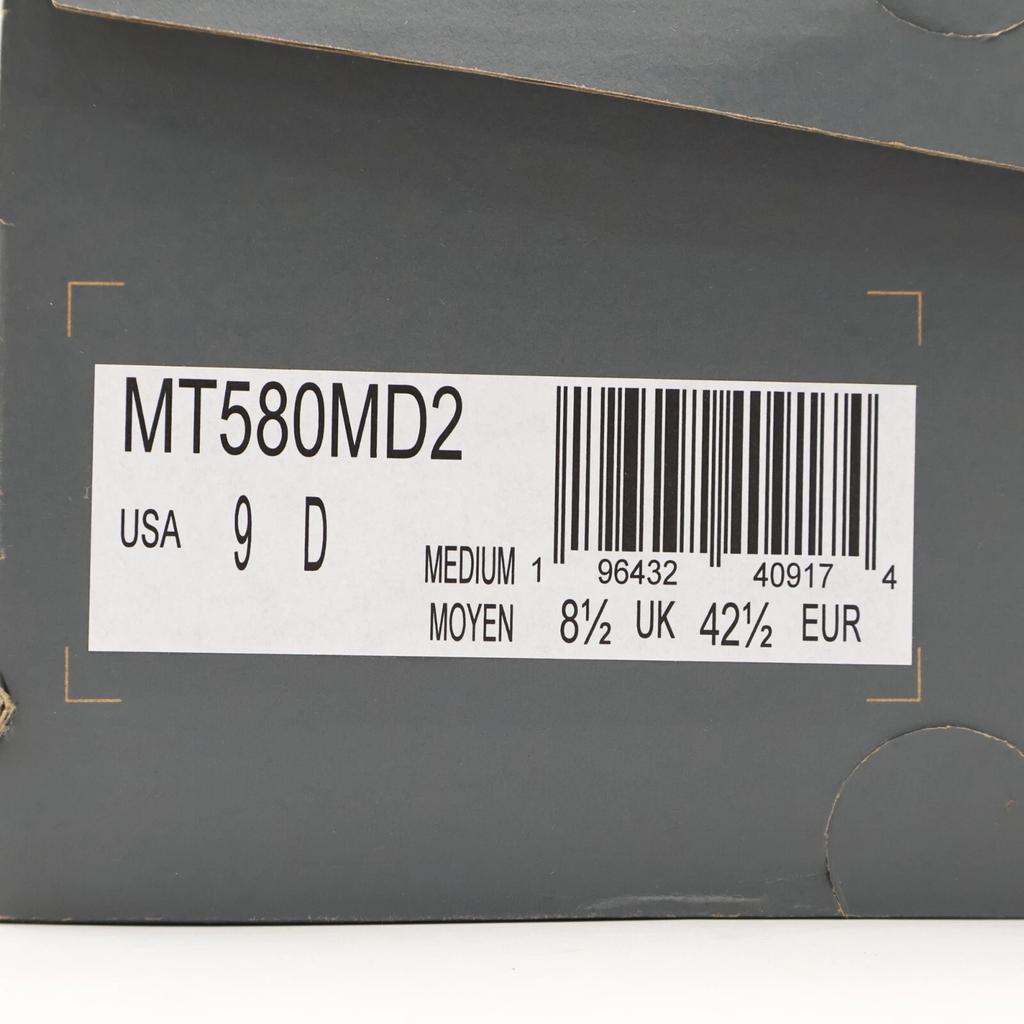 MT580MD2
USA 9 D
MEDIUM 1 96432 40917 4
MOYEN 8½ UK 42½ EUR